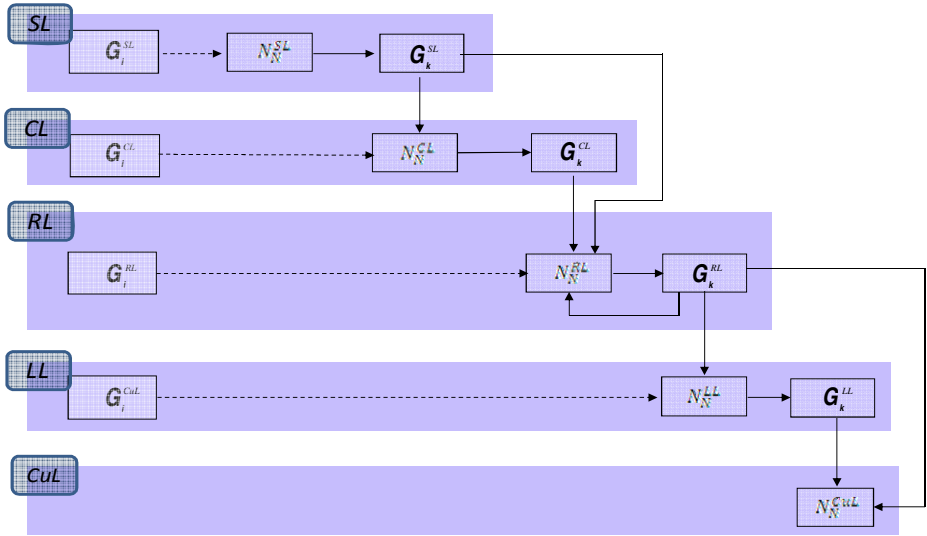 SL
G_i^{SL}
N_N^{SL}
G_k^{SL}
CL
G_i^{CL}
N_N^{CL}
G_k^{CL}
RL
G_i^{RL}
N_N^{RL}
G_k^{RL}
LL
G_i^{CuL}
N_N^{LL}
G_k^{LL}
CuL
N_N^{CuL}